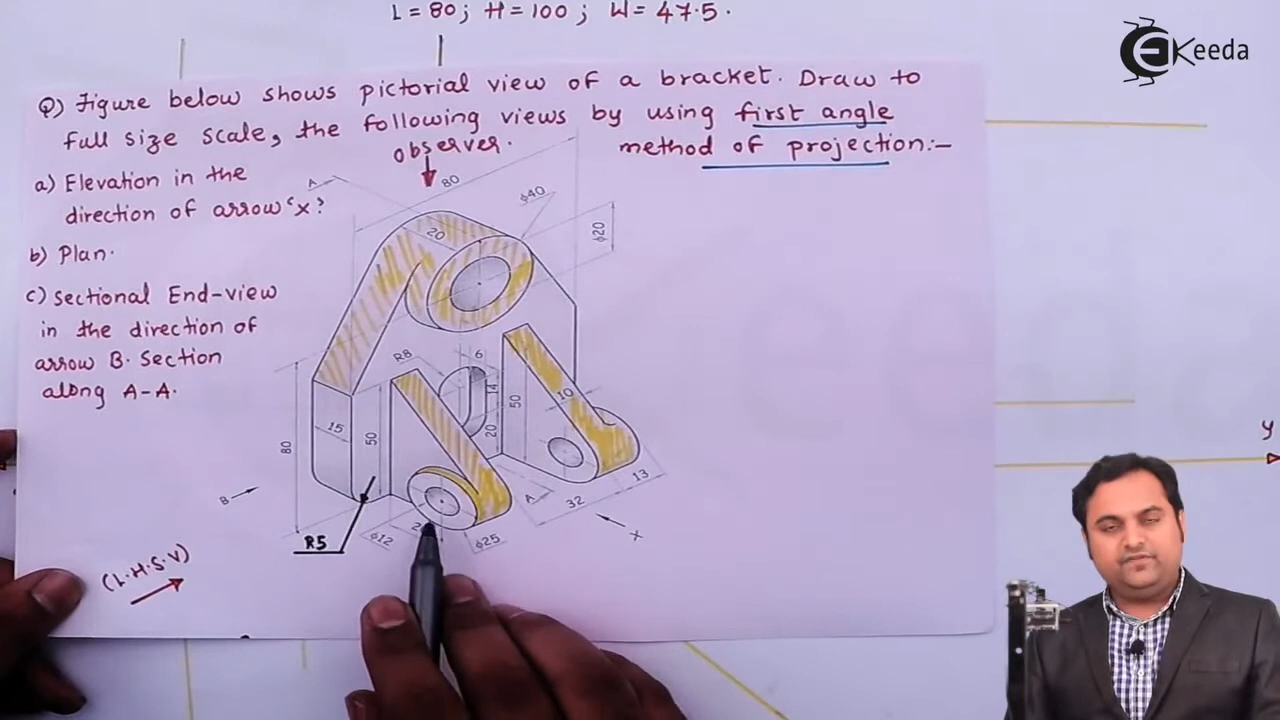 L = 80; H = 100; W = 47.5.
Keeda
Q) Figure below shows pictorial view of a bracket. Draw to
full size scale, the following views by using first angle
method of projection:-
observer.
a) Elevation in the
direction of arrow 'x'.
b) Plan.
c) Sectional End-view
in the direction of
arrow B. Section
along A-A.
A
80
φ40
20
φ20
R8
6
14
10
50
15
50
20
80
B
A
13
32
X
φ12
φ25
R5
(L.H.S.V)
y